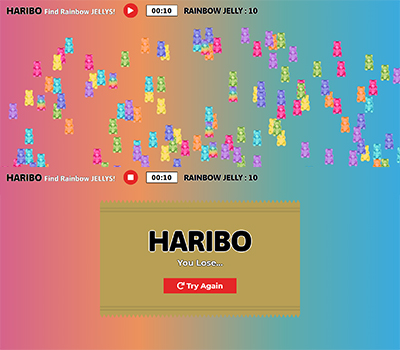 HARIBO Find Rainbow JELLYS! 00:10 RAINBOW JELLY : 10
HARIBO Find Rainbow JELLYS! 00:10 RAINBOW JELLY : 10
HARIBO
You Lose...
Try Again